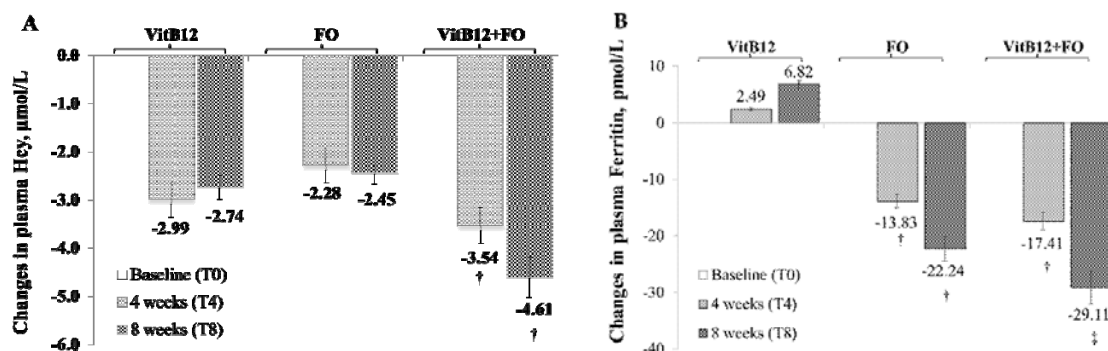 A
VitB12 FO VitB12+FO
Changes in plasma Hcy, µmol/L
0.0
-1.0
-2.0
-3.0
-4.0
-5.0
-6.0
-2.99
-2.74
-2.28
-2.45
-3.54
†
-4.61
†
Baseline (T0)
4 weeks (T4)
8 weeks (T8)
B
VitB12 FO VitB12+FO
Changes in plasma Ferritin, pmol/L
10
0
-10
-20
-30
-40
2.49
6.82
-13.83
†
-22.24
†
-17.41
†
-29.11
‡
Baseline (T0)
4 weeks (T4)
8 weeks (T8)